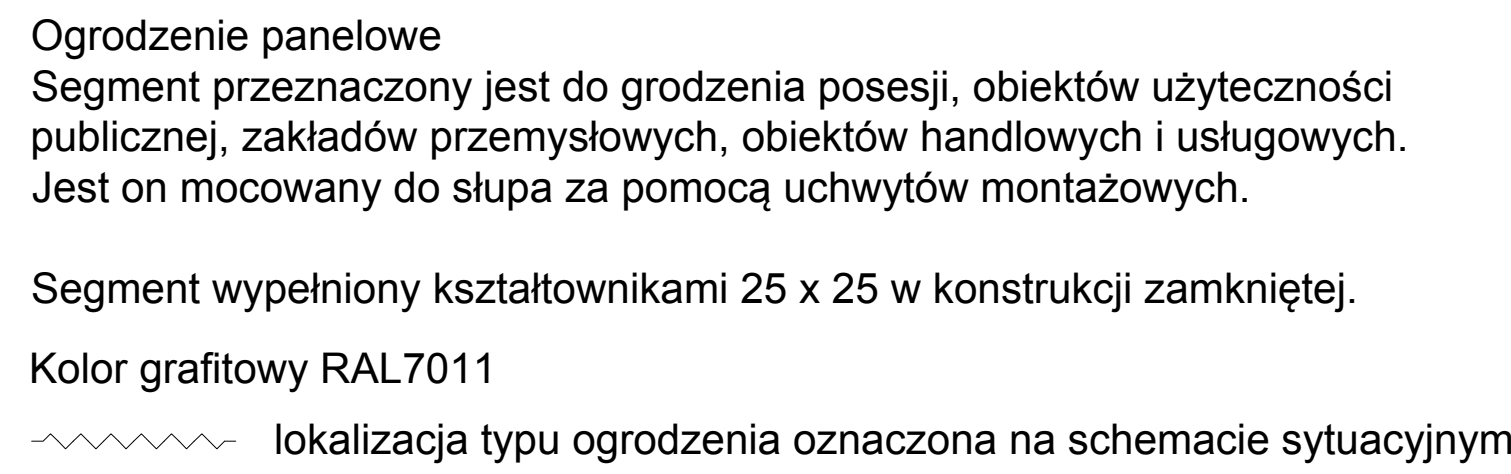 Ogrodzenie panelowe
Segment przeznaczony jest do grodzenia posesji, obiektów użyteczności
publicznej, zakładów przemysłowych, obiektów handlowych i usługowych.
Jest on mocowany do słupa za pomocą uchwytów montażowych.
Segment wypełniony kształtownikami 25 x 25 w konstrukcji zamkniętej.
Kolor grafitowy RAL7011
lokalizacja typu ogrodzenia oznaczona na schemacie sytuacyjnym